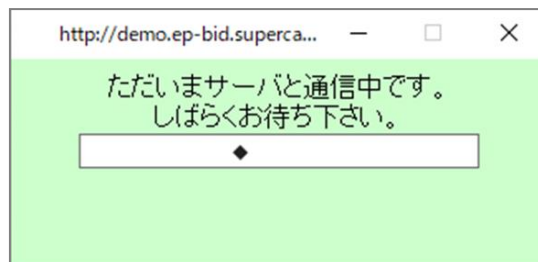 http://demo.ep-bid.superca...
ただいまサーバと通信中です。
しばらくお待ち下さい。